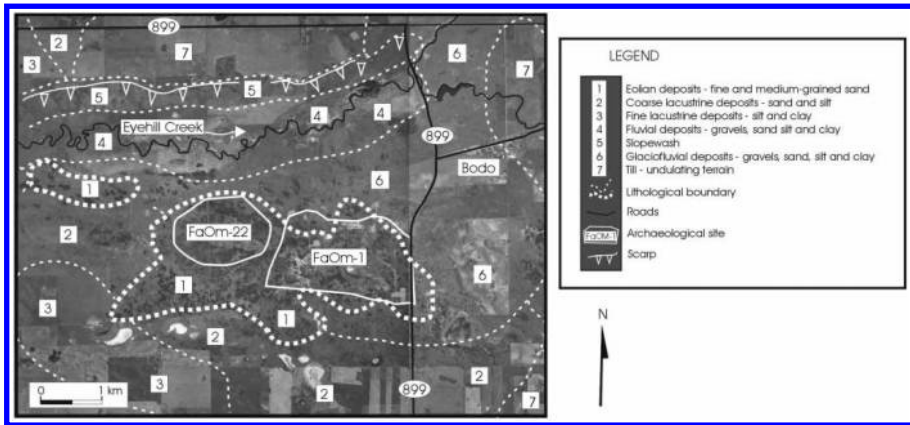 899
2
7
6
3
7
5
5
4
4
Eyehill Creek
4
899
Bodo
1
6
2
FaOm-22
FaOm-1
6
1
3
1
2
3
2
2
899
7
0 1 km
LEGEND
1 Eolian deposits - fine and medium-grained sand
2 Coarse lacustrine deposits - sand and silt
3 Fine lacustrine deposits - silt and clay
4 Fluvial deposits - gravels, sand silt and clay
5 Slopewash
6 Glaciofluvial deposits - gravels, sand, silt and clay
7 Till - undulating terrain
Lithological boundary
Roads
FaOM-1 Archaeological site
Scarp
N